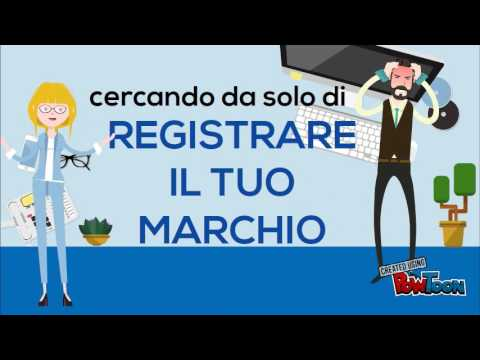 cercando da solo di
REGISTRARE
IL TUO
MARCHIO
CREATED USING
POWTOON